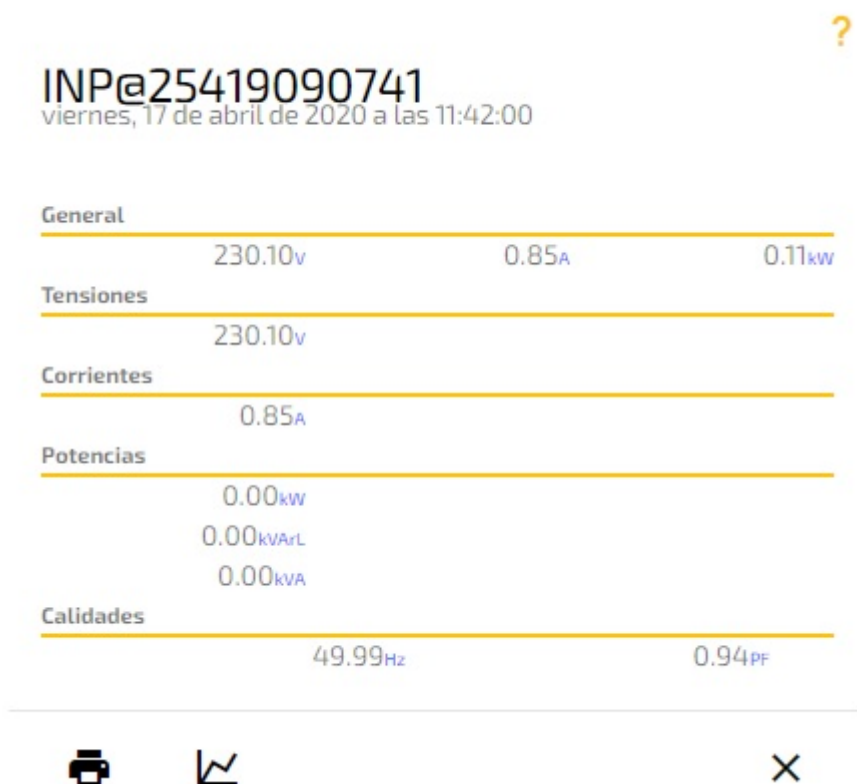 ?
INP@25419090741
viernes, 17 de abril de 2020 a las 11:42:00
General
230.10V 0.85A 0.11kW
Tensiones
230.10V
Corrientes
0.85A
Potencias
0.00kW
0.00kVArL
0.00kVA
Calidades
49.99Hz 0.94PF